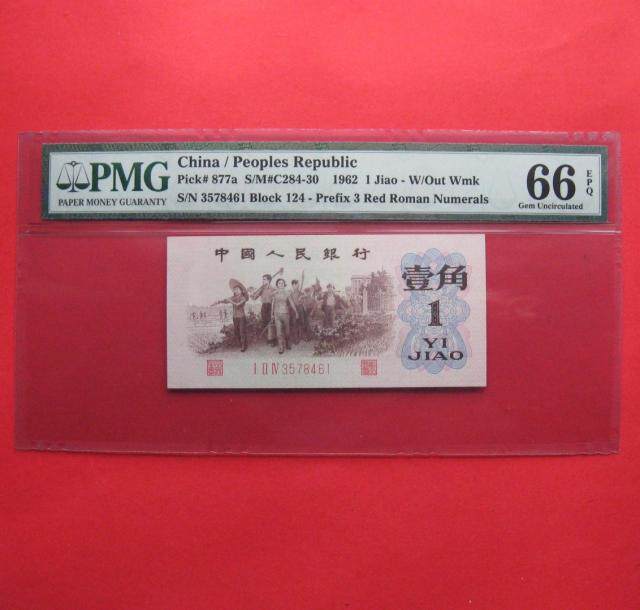 PMG
PAPER MONEY GUARANTY
China / Peoples Republic
Pick# 877a S/M#C284-30 1962 1 Jiao - W/Out Wmk
S/N 3578461 Block 124 - Prefix 3 Red Roman Numerals
66 EPQ
Gem Uncirculated
中國人民銀行
壹角
1
YI
JIAO
I II IV 3578461